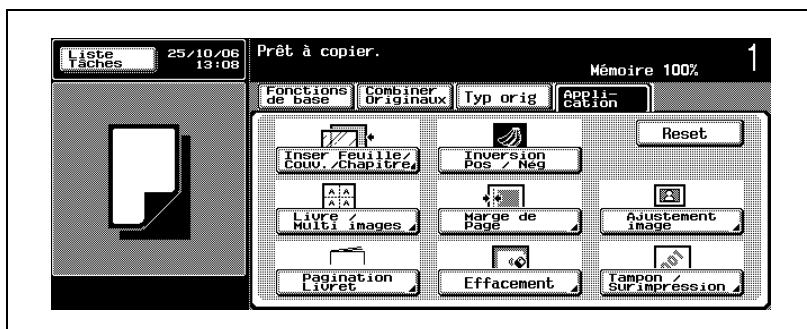 Liste
Tâches
25/10/06
13:08
Prêt à copier.
Mémoire 100%
1
Fonctions
de base
Combiner
Originaux
Typ orig
Appli-
cation
Inser Feuille/
Couv./Chapitre
Inversion
Pos / Nég
Reset
A A
A A
Livre /
Multi images
Marge de
Page
Ajustement
image
Pagination
Livret
Effacement
001
Tampon /
Surimpression